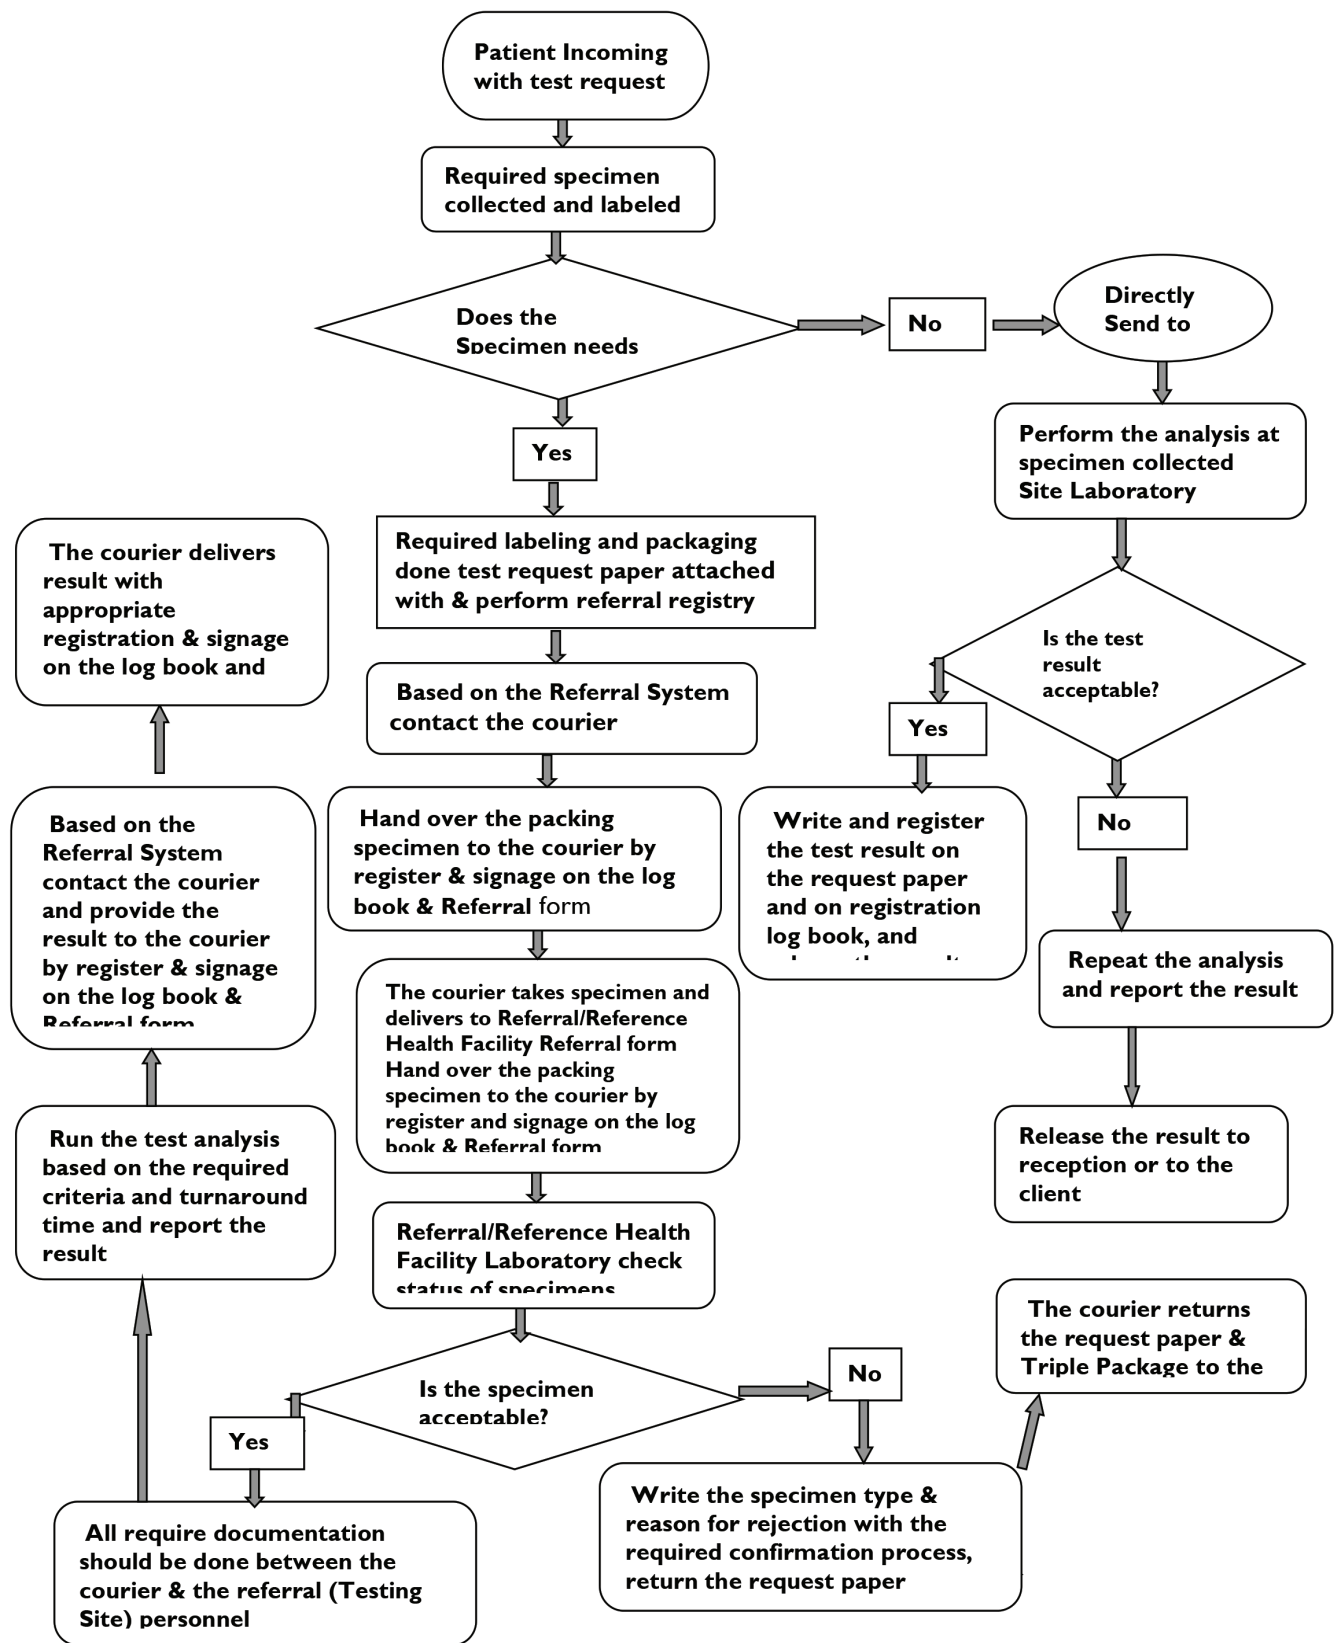 Patient Incoming
with test request
Required specimen
collected and labeled
Does the
Specimen needs
No
Directly
Send to
Yes
Perform the analysis at
specimen collected
Site Laboratory
Required labeling and packaging
done test request paper attached
with & perform referral registry
The courier delivers
result with
appropriate
registration & signage
on the log book and
Is the test
result
acceptable?
Based on the Referral System
contact the courier
Yes
No
Hand over the packing
specimen to the courier by
register & signage on the log
book & Referral form
Write and register
the test result on
the request paper
and on registration
log book, and
Based on the
Referral System
contact the courier
and provide the
result to the courier
by register & signage
on the log book &
Referral form
Repeat the analysis
and report the result
The courier takes specimen and
delivers to Referral/Reference
Health Facility Referral form
Hand over the packing
specimen to the courier by
register and signage on the log
book & Referral form
Run the test analysis
based on the required
criteria and turnaround
time and report the
result
Release the result to
reception or to the
client
Referral/Reference Health
Facility Laboratory check
status of specimens
The courier returns
the request paper &
Triple Package to the
Is the specimen
acceptable?
No
Yes
Write the specimen type &
reason for rejection with the
required confirmation process,
return the request paper
All require documentation
should be done between the
courier & the referral (Testing
Site) personnel